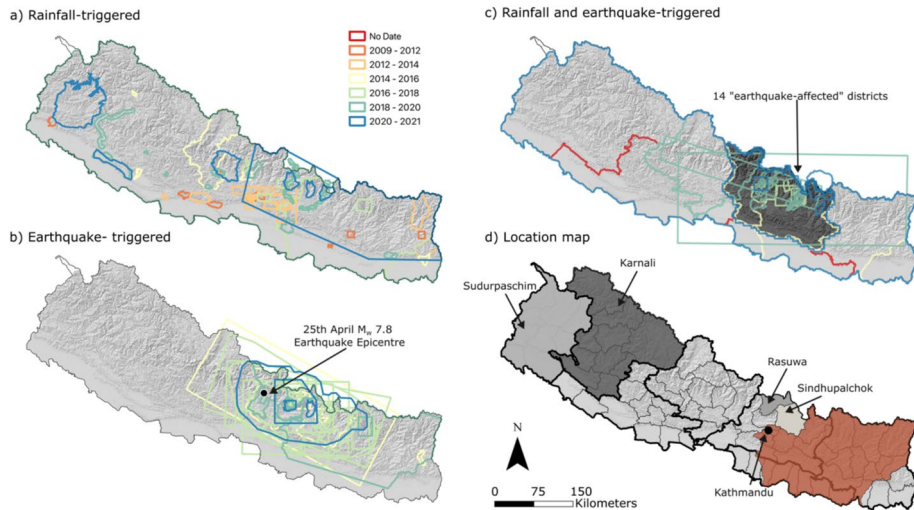 a) Rainfall-triggered
No Date
2009 - 2012
2012 - 2014
2014 - 2016
2016 - 2018
2018 - 2020
2020 - 2021
b) Earthquake- triggered
25th April Mw 7.8
Earthquake Epicentre
c) Rainfall and earthquake-triggered
14 "earthquake-affected" districts
d) Location map
Karnali
Sudurpaschim
Rasuwa
Sindhupalchok
Kathmandu
N
0 75 150
Kilometers